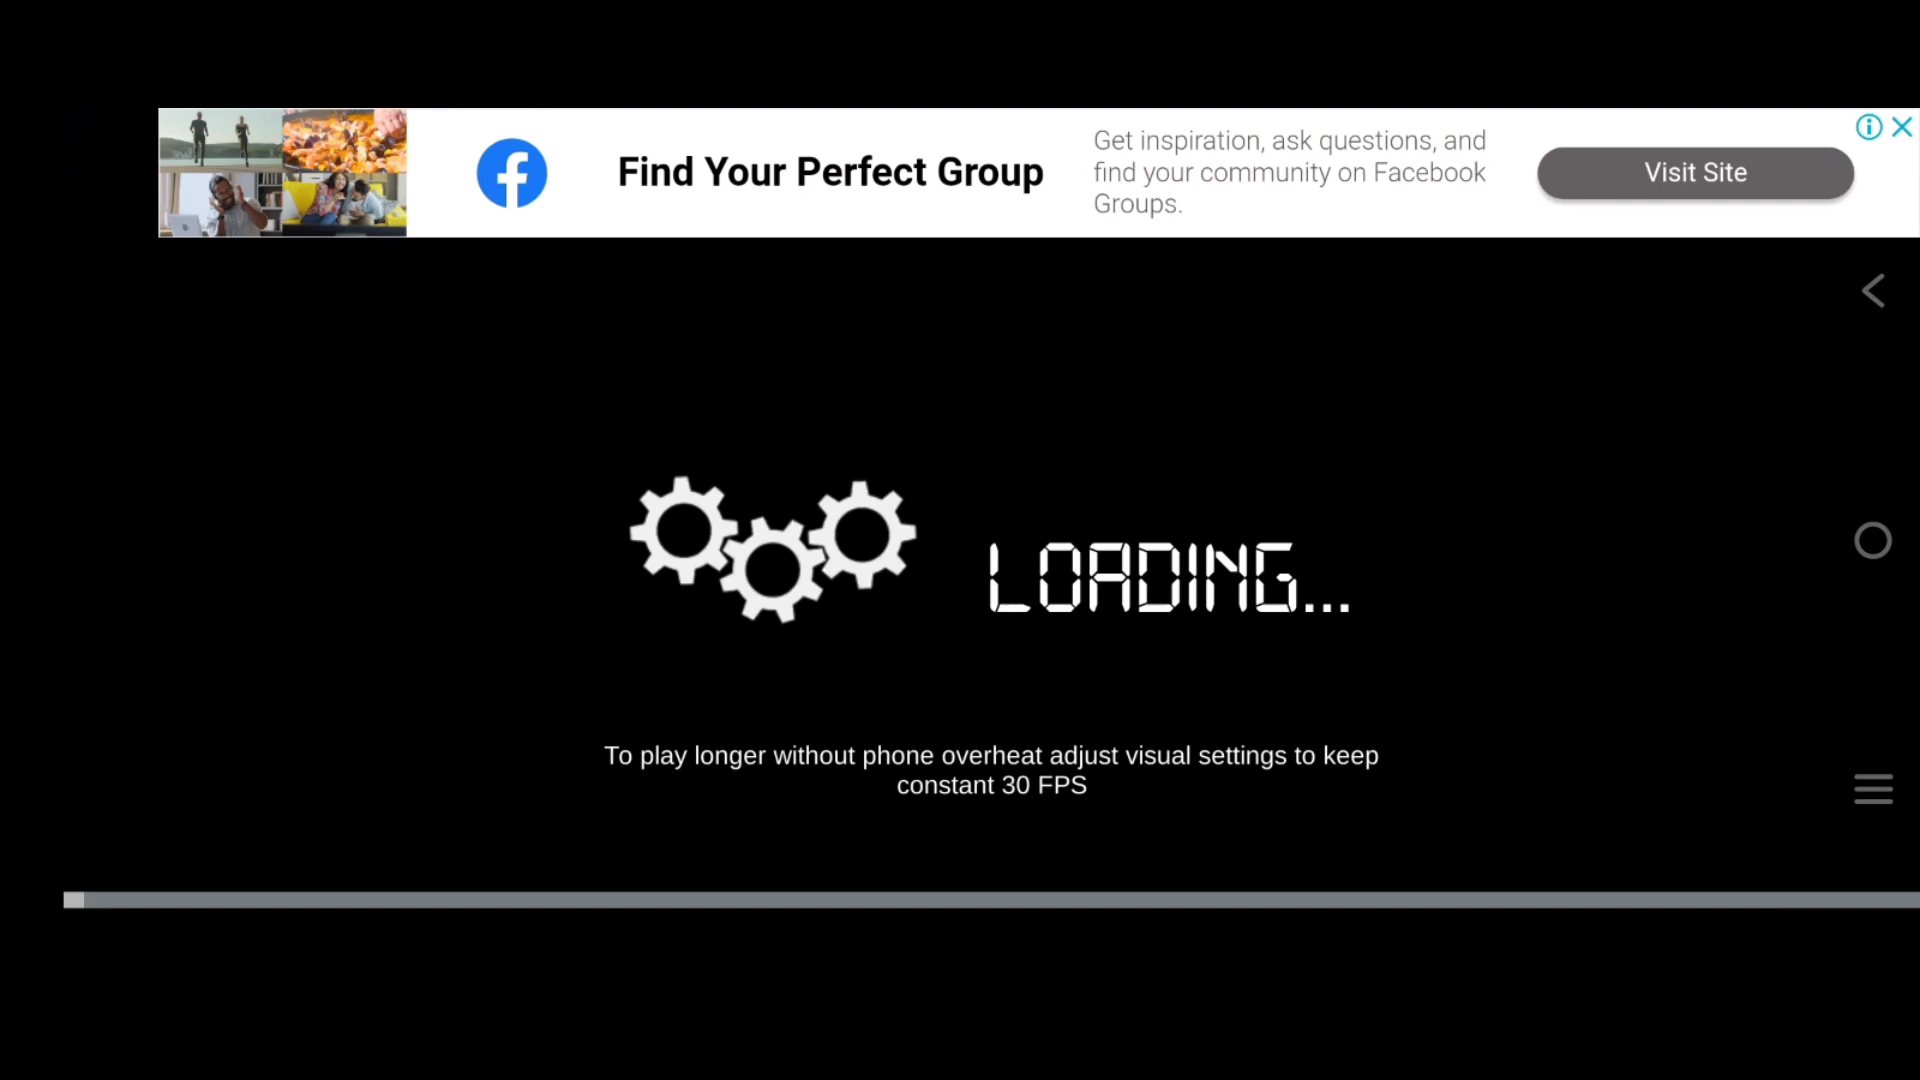 Find Your Perfect Group
Get inspiration, ask questions, and
find your community on Facebook
Groups.
Visit Site
LOADING...
To play longer without phone overheat adjust visual settings to keep
constant 30 FPS